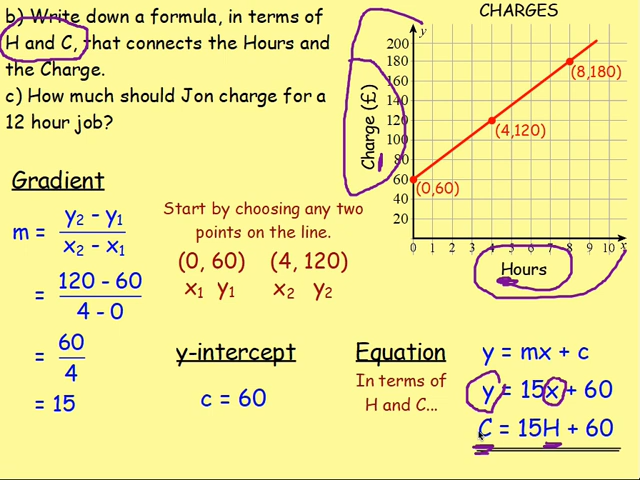 b) Write down a formula, in terms of
H and C, that connects the Hours and
the Charge.
c) How much should Jon charge for a
12 hour job?
CHARGES
y
200
180
160
140
120
100
80
60
40
20
0 1 2 3 4 5 6 7 8 9 10 x
Charge (£)
Hours
(8,180)
(4,120)
(0,60)
Gradient
m = y₂ - y₁
x₂ - x₁
= 120 - 60
4 - 0
= 60
4
= 15
Start by choosing any two
points on the line.
(0, 60) (4, 120)
x₁ y₁ x₂ y₂
y-intercept
c = 60
Equation
In terms of
H and C...
y = mx + c
y = 15x + 60
C = 15H + 60